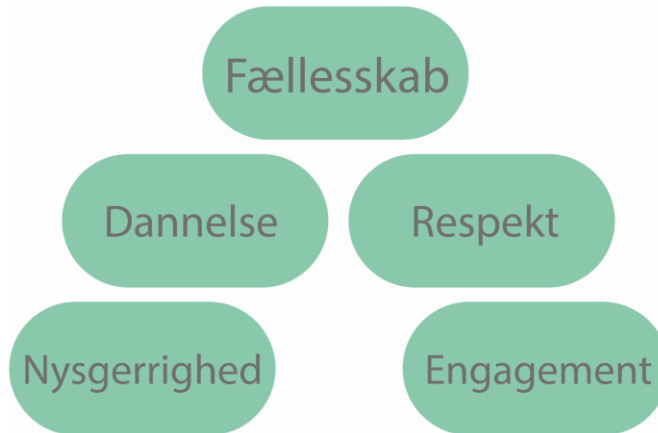 Fællesskab
Dannelse
Respekt
Nysgerrighed
Engagement